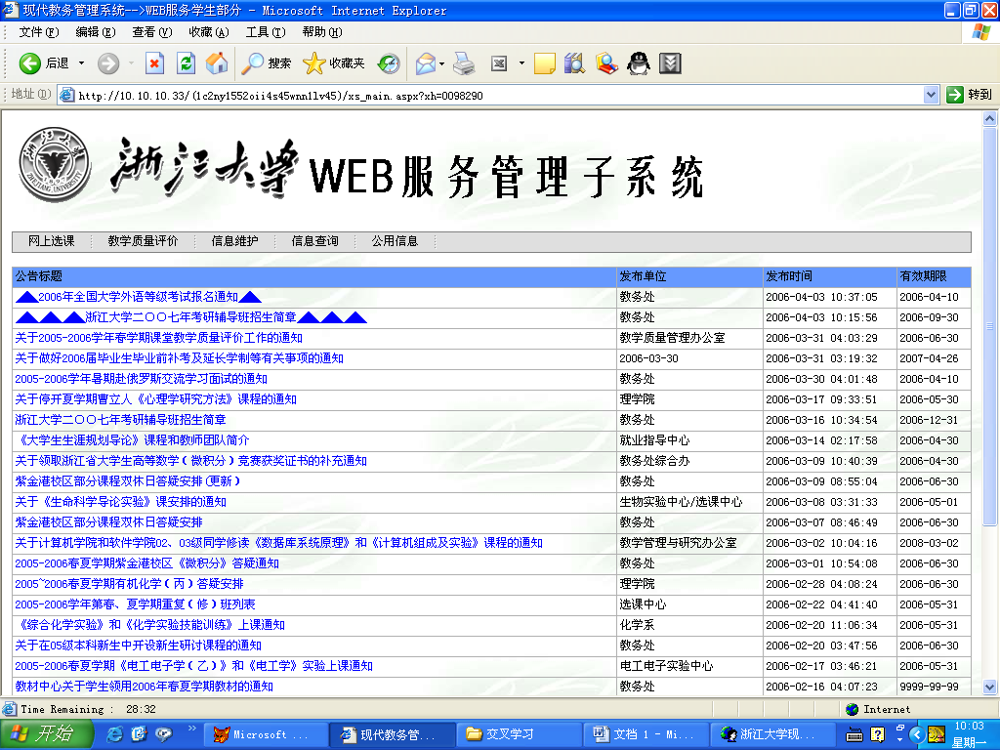 现代教务管理系统-->WEB服务学生部分 - Microsoft Internet Explorer
文件(F) 编辑(E) 查看(V) 收藏(A) 工具(T) 帮助(H)
后退 搜索 收藏夹
地址(D) http://10.10.10.33/(1c2ny1552oii4s45wnn1lv45)/xs_main.aspx?xh=0098290 转到
浙江大学 WEB服务管理子系统
网上选课 教学质量评价 信息维护 信息查询 公用信息
公告标题 发布单位 发布时间 有效期限
▲2006年全国大学外语等级考试报名通知▲ 教务处 2006-04-03 10:37:05 2006-04-10
▲▲▲浙江大学二〇〇七年考研辅导班招生简章▲▲▲ 教务处 2006-04-03 10:15:56 2006-09-30
关于2005-2006学年春学期课堂教学质量评价工作的通知 教学质量管理办公室 2006-03-31 04:03:29 2006-06-30
关于做好2006届毕业生毕业前补考及延长学制等有关事项的通知 2006-03-30 2006-03-31 03:19:32 2007-04-26
2005-2006学年暑期赴俄罗斯交流学习面试的通知 教务处 2006-03-30 04:01:48 2006-04-10
关于停开夏学期曹立人《心理学研究方法》课程的通知 理学院 2006-03-17 09:33:51 2006-05-30
浙江大学二〇〇七年考研辅导班招生简章 教务处 2006-03-16 10:34:54 2006-12-31
《大学生生涯规划导论》课程和教师团队简介 就业指导中心 2006-03-14 02:17:58 2006-04-30
关于领取浙江省大学生高等数学(微积分)竞赛获奖证书的补充通知 教务处综合办 2006-03-09 10:40:39 2006-04-30
紫金港校区部分课程双休日答疑安排(更新) 教务处 2006-03-09 08:55:04 2006-06-30
关于《生命科学导论实验》课安排的通知 生物实验中心/选课中心 2006-03-08 03:31:33 2006-05-01
紫金港校区部分课程双休日答疑安排 教务处 2006-03-07 08:46:49 2006-06-30
关于计算机学院和软件学院02、03级同学修读《数据库系统原理》和《计算机组成及实验》课程的通知 教学管理与研究办公室 2006-03-02 10:04:16 2008-03-02
2005-2006春夏学期紫金港校区《微积分》答疑通知 教务处 2006-03-01 10:54:08 2006-06-30
2005~2006春夏学期有机化学(丙)答疑安排 理学院 2006-02-28 04:08:24 2006-06-30
2005-2006学年第春、夏学期重复(修)班列表 选课中心 2006-02-22 04:41:40 2006-05-31
《综合化学实验》和《化学实验技能训练》上课通知 化学系 2006-02-20 11:06:34 2006-05-31
关于在05级本科新生中开设新生研讨课程的通知 教务处 2006-02-20 03:47:56 2006-06-30
2005-2006春夏学期《电工电子学(乙)》和《电工学》实验上课通知 电工电子实验中心 2006-02-17 03:46:21 2006-05-31
教材中心关于学生领用2006年春夏学期教材的通知 教务处 2006-02-16 04:07:23 9999-99-99
Time Remaining : 28:32 Internet
开始 Microsoft ... 现代教务管... 交叉学习 文档 1 - Mi... 浙江大学现... 10:03
星期一